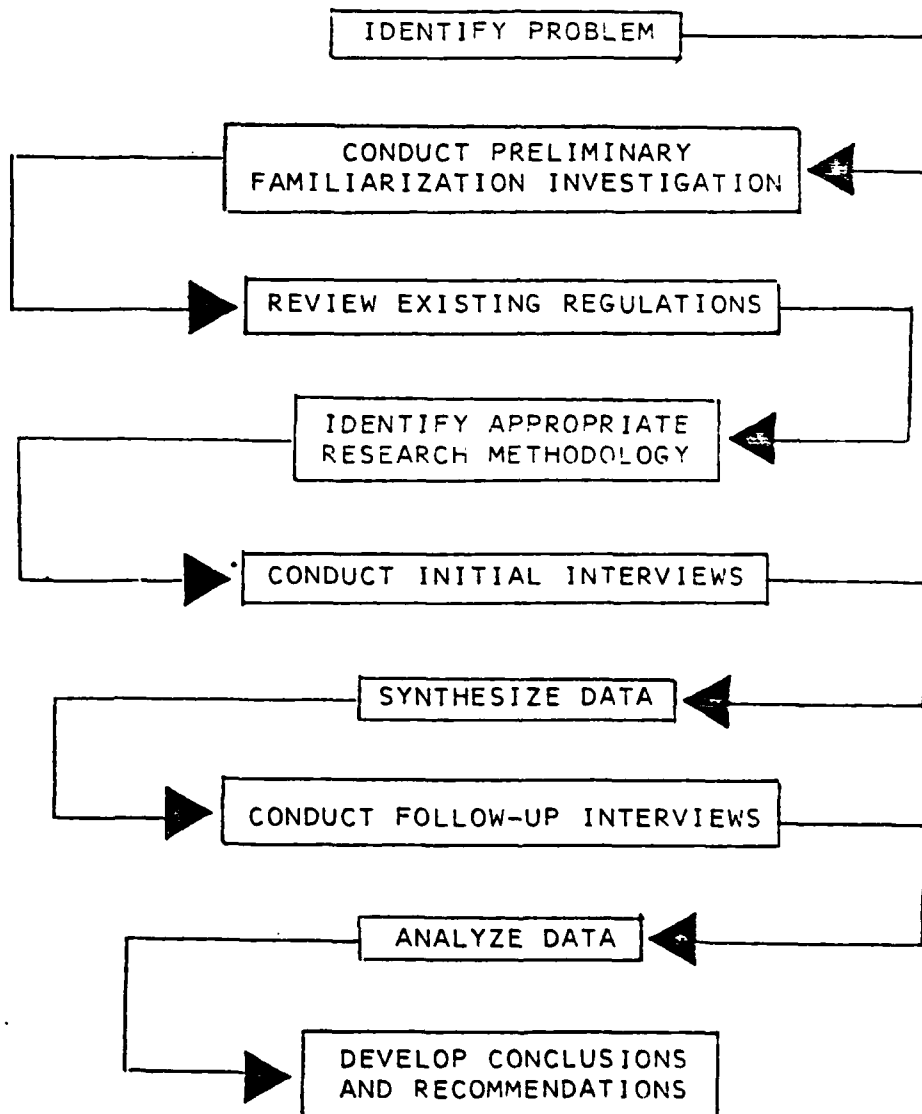 IDENTIFY PROBLEM
CONDUCT PRELIMINARY
FAMILIARIZATION INVESTIGATION
REVIEW EXISTING REGULATIONS
IDENTIFY APPROPRIATE
RESEARCH METHODOLOGY
CONDUCT INITIAL INTERVIEWS
SYNTHESIZE DATA
CONDUCT FOLLOW-UP INTERVIEWS
ANALYZE DATA
DEVELOP CONCLUSIONS
AND RECOMMENDATIONS